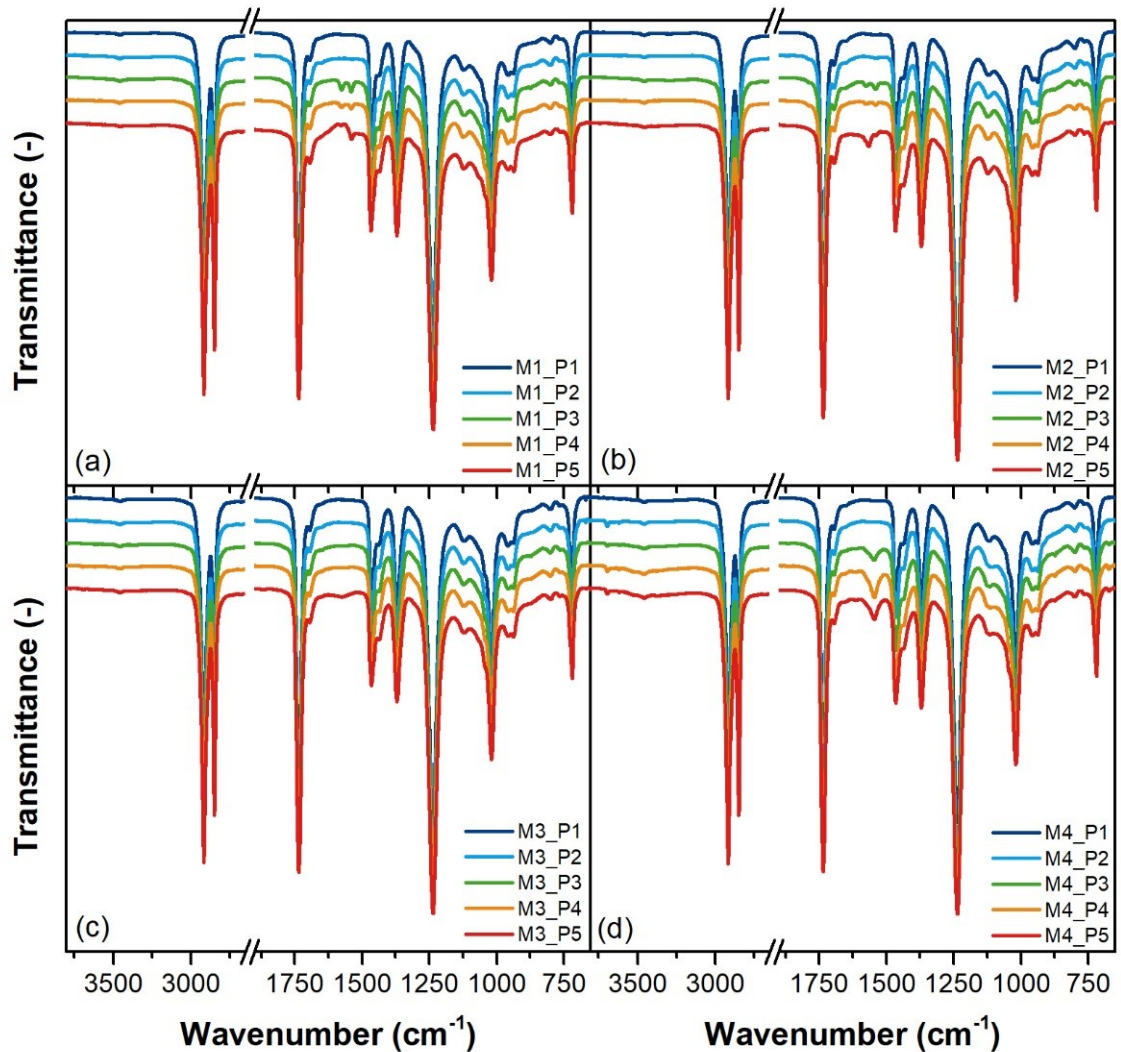 Transmittance (-)
M1_P1
M1_P2
M1_P3
M1_P4
M1_P5
(a)
M2_P1
M2_P2
M2_P3
M2_P4
M2_P5
(b)
Transmittance (-)
M3_P1
M3_P2
M3_P3
M3_P4
M3_P5
(c)
M4_P1
M4_P2
M4_P3
M4_P4
M4_P5
(d)
3500 3000 1750 1500 1250 1000 750 3500 3000 1750 1500 1250 1000 750
Wavenumber (cm⁻¹) Wavenumber (cm⁻¹)